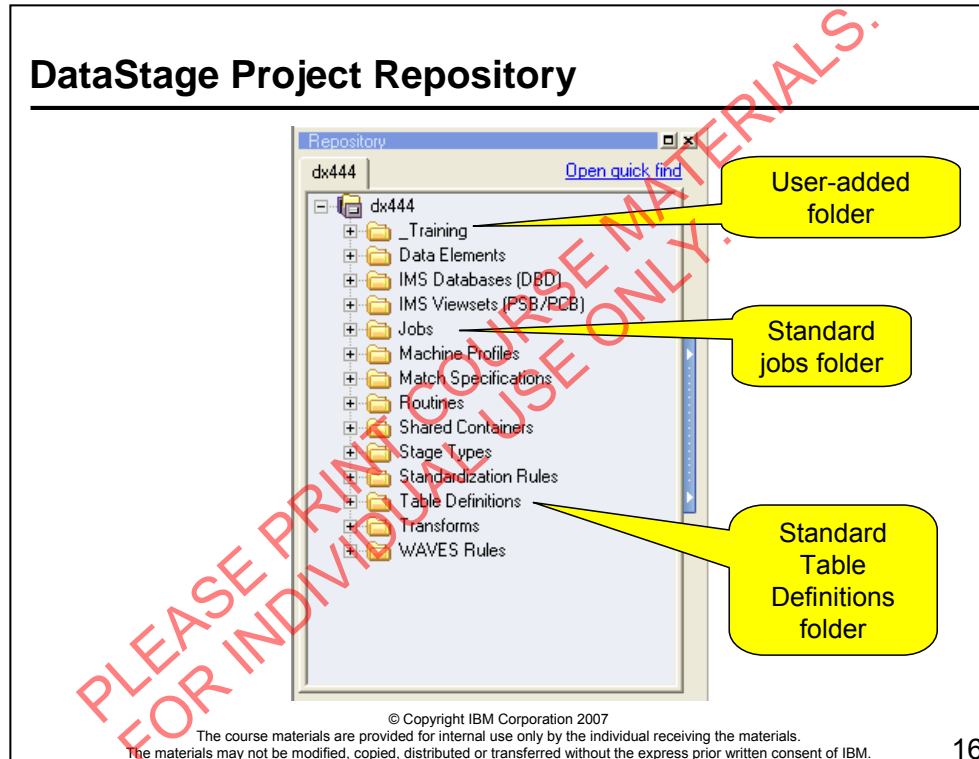 DataStage Project Repository
Repository
dx444
Open quick find
dx444
_Training
Data Elements
IMS Databases (DBD)
IMS Viewsets (PSB/PCB)
Jobs
Machine Profiles
Match Specifications
Routines
Shared Containers
Stage Types
Standardization Rules
Table Definitions
Transforms
WAVES Rules
User-added
folder
Standard
jobs folder
Standard
Table
Definitions
folder
PLEASE PRINT COURSE MATERIALS.
FOR INDIVIDUAL USE ONLY.
© Copyright IBM Corporation 2007
The course materials are provided for internal use only by the individual receiving the materials.
The materials may not be modified, copied, distributed or transferred without the express prior written consent of IBM.
16